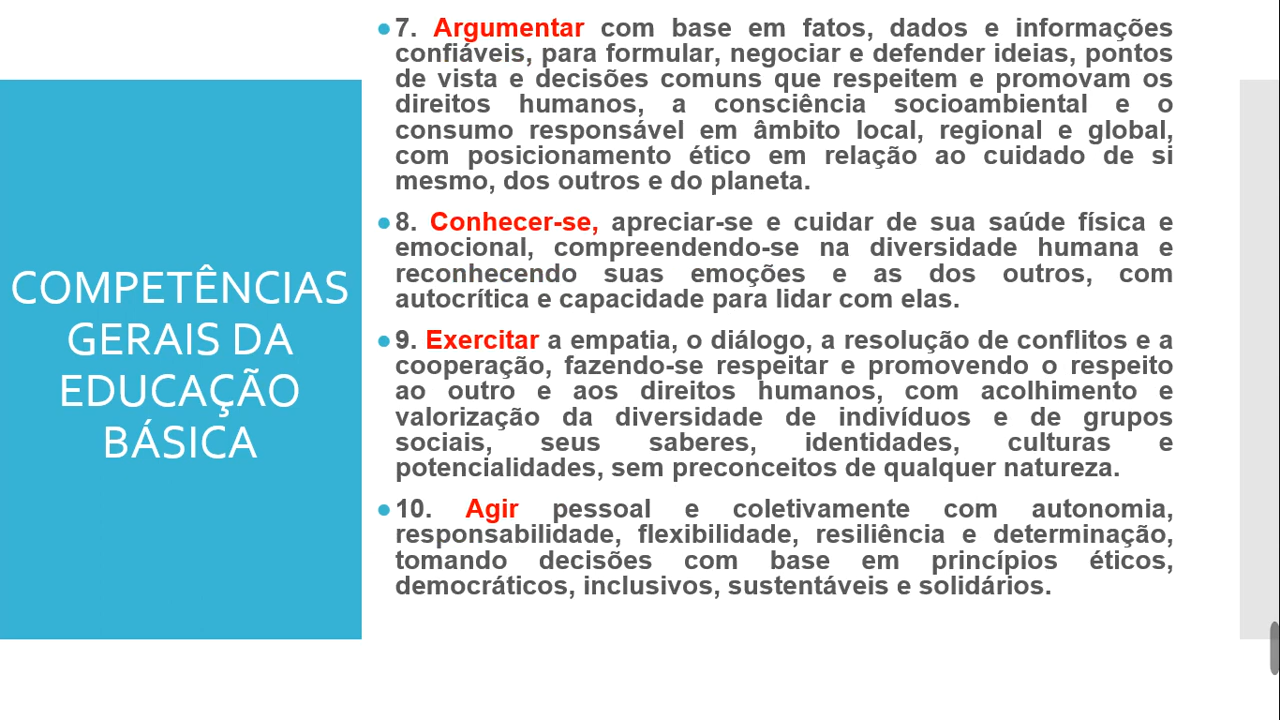 COMPETÊNCIAS
GERAIS DA
EDUCAÇÃO
BÁSICA
7. Argumentar com base em fatos, dados e informações
confiáveis, para formular, negociar e defender ideias, pontos
de vista e decisões comuns que respeitem e promovam os
direitos humanos, a consciência socioambiental e o
consumo responsável em âmbito local, regional e global,
com posicionamento ético em relação ao cuidado de si
mesmo, dos outros e do planeta.
8. Conhecer-se, apreciar-se e cuidar de sua saúde física e
emocional, compreendendo-se na diversidade humana e
reconhecendo suas emoções e as dos outros, com
autocrítica e capacidade para lidar com elas.
9. Exercitar a empatia, o diálogo, a resolução de conflitos e a
cooperação, fazendo-se respeitar e promovendo o respeito
ao outro e aos direitos humanos, com acolhimento e
valorização da diversidade de indivíduos e de grupos
sociais, seus saberes, identidades, culturas e
potencialidades, sem preconceitos de qualquer natureza.
10. Agir pessoal e coletivamente com autonomia,
responsabilidade, flexibilidade, resiliência e determinação,
tomando decisões com base em princípios éticos,
democráticos, inclusivos, sustentáveis e solidários.